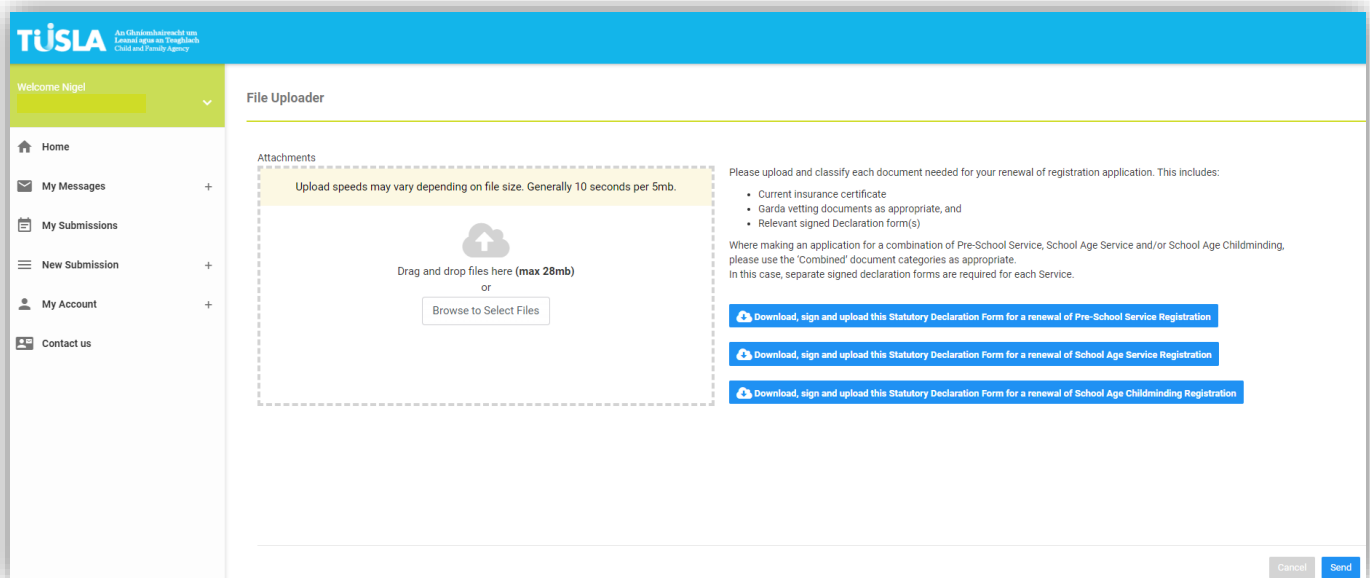 TUSLA
An Ghníomhaireacht um
Leanaí agus an Teaghlach
Child and Family Agency
Welcome Nigel
Home
My Messages +
My Submissions
New Submission +
My Account +
Contact us
File Uploader
Attachments
Upload speeds may vary depending on file size. Generally 10 seconds per 5mb.
Drag and drop files here (max 28mb)
or
Browse to Select Files
Please upload and classify each document needed for your renewal of registration application. This includes:
• Current insurance certificate
• Garda vetting documents as appropriate, and
• Relevant signed Declaration form(s)
Where making an application for a combination of Pre-School Service, School Age Service and/or School Age Childminding,
please use the 'Combined' document categories as appropriate.
In this case, separate signed declaration forms are required for each Service.
Download, sign and upload this Statutory Declaration Form for a renewal of Pre-School Service Registration
Download, sign and upload this Statutory Declaration Form for a renewal of School Age Service Registration
Download, sign and upload this Statutory Declaration Form for a renewal of School Age Childminding Registration
Cancel
Send